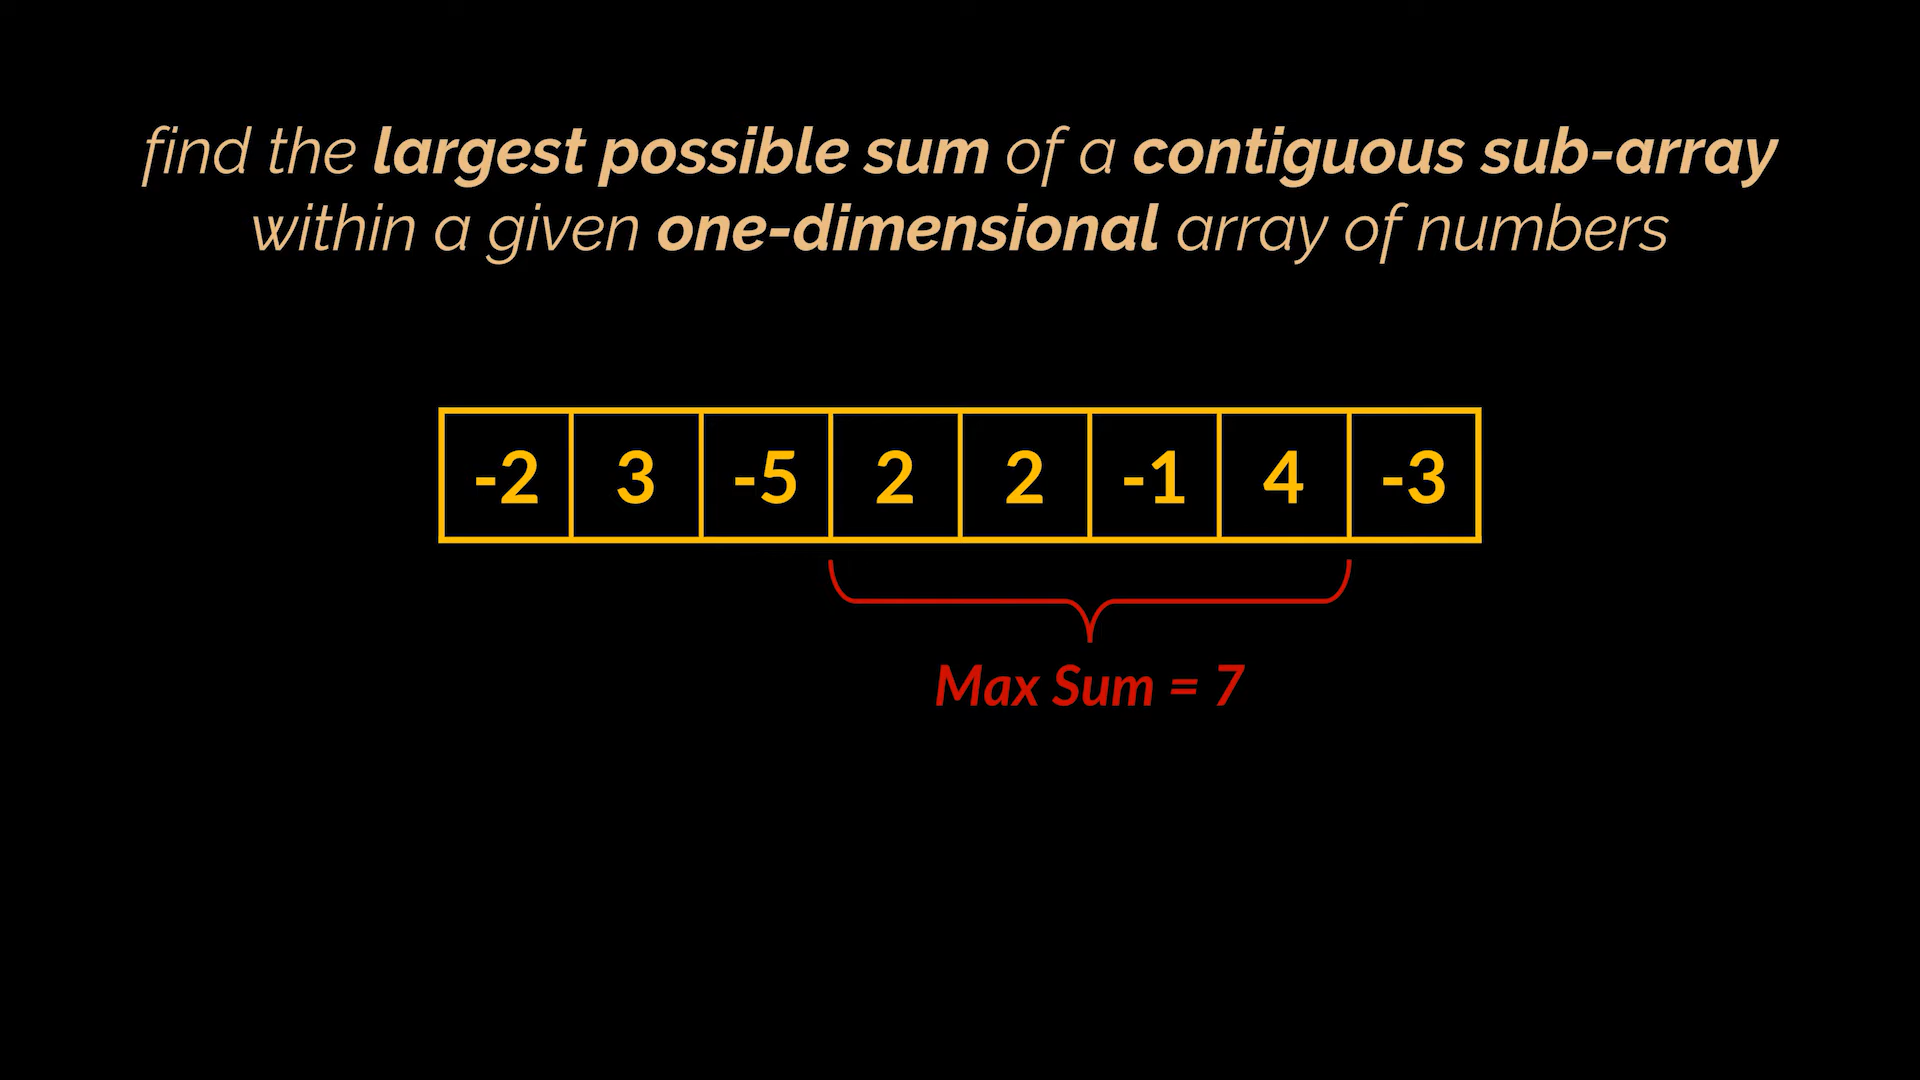 find the largest possible sum of a contiguous sub-array
within a given one-dimensional array of numbers
-2 3 -5 2 2 -1 4 -3
Max Sum = 7